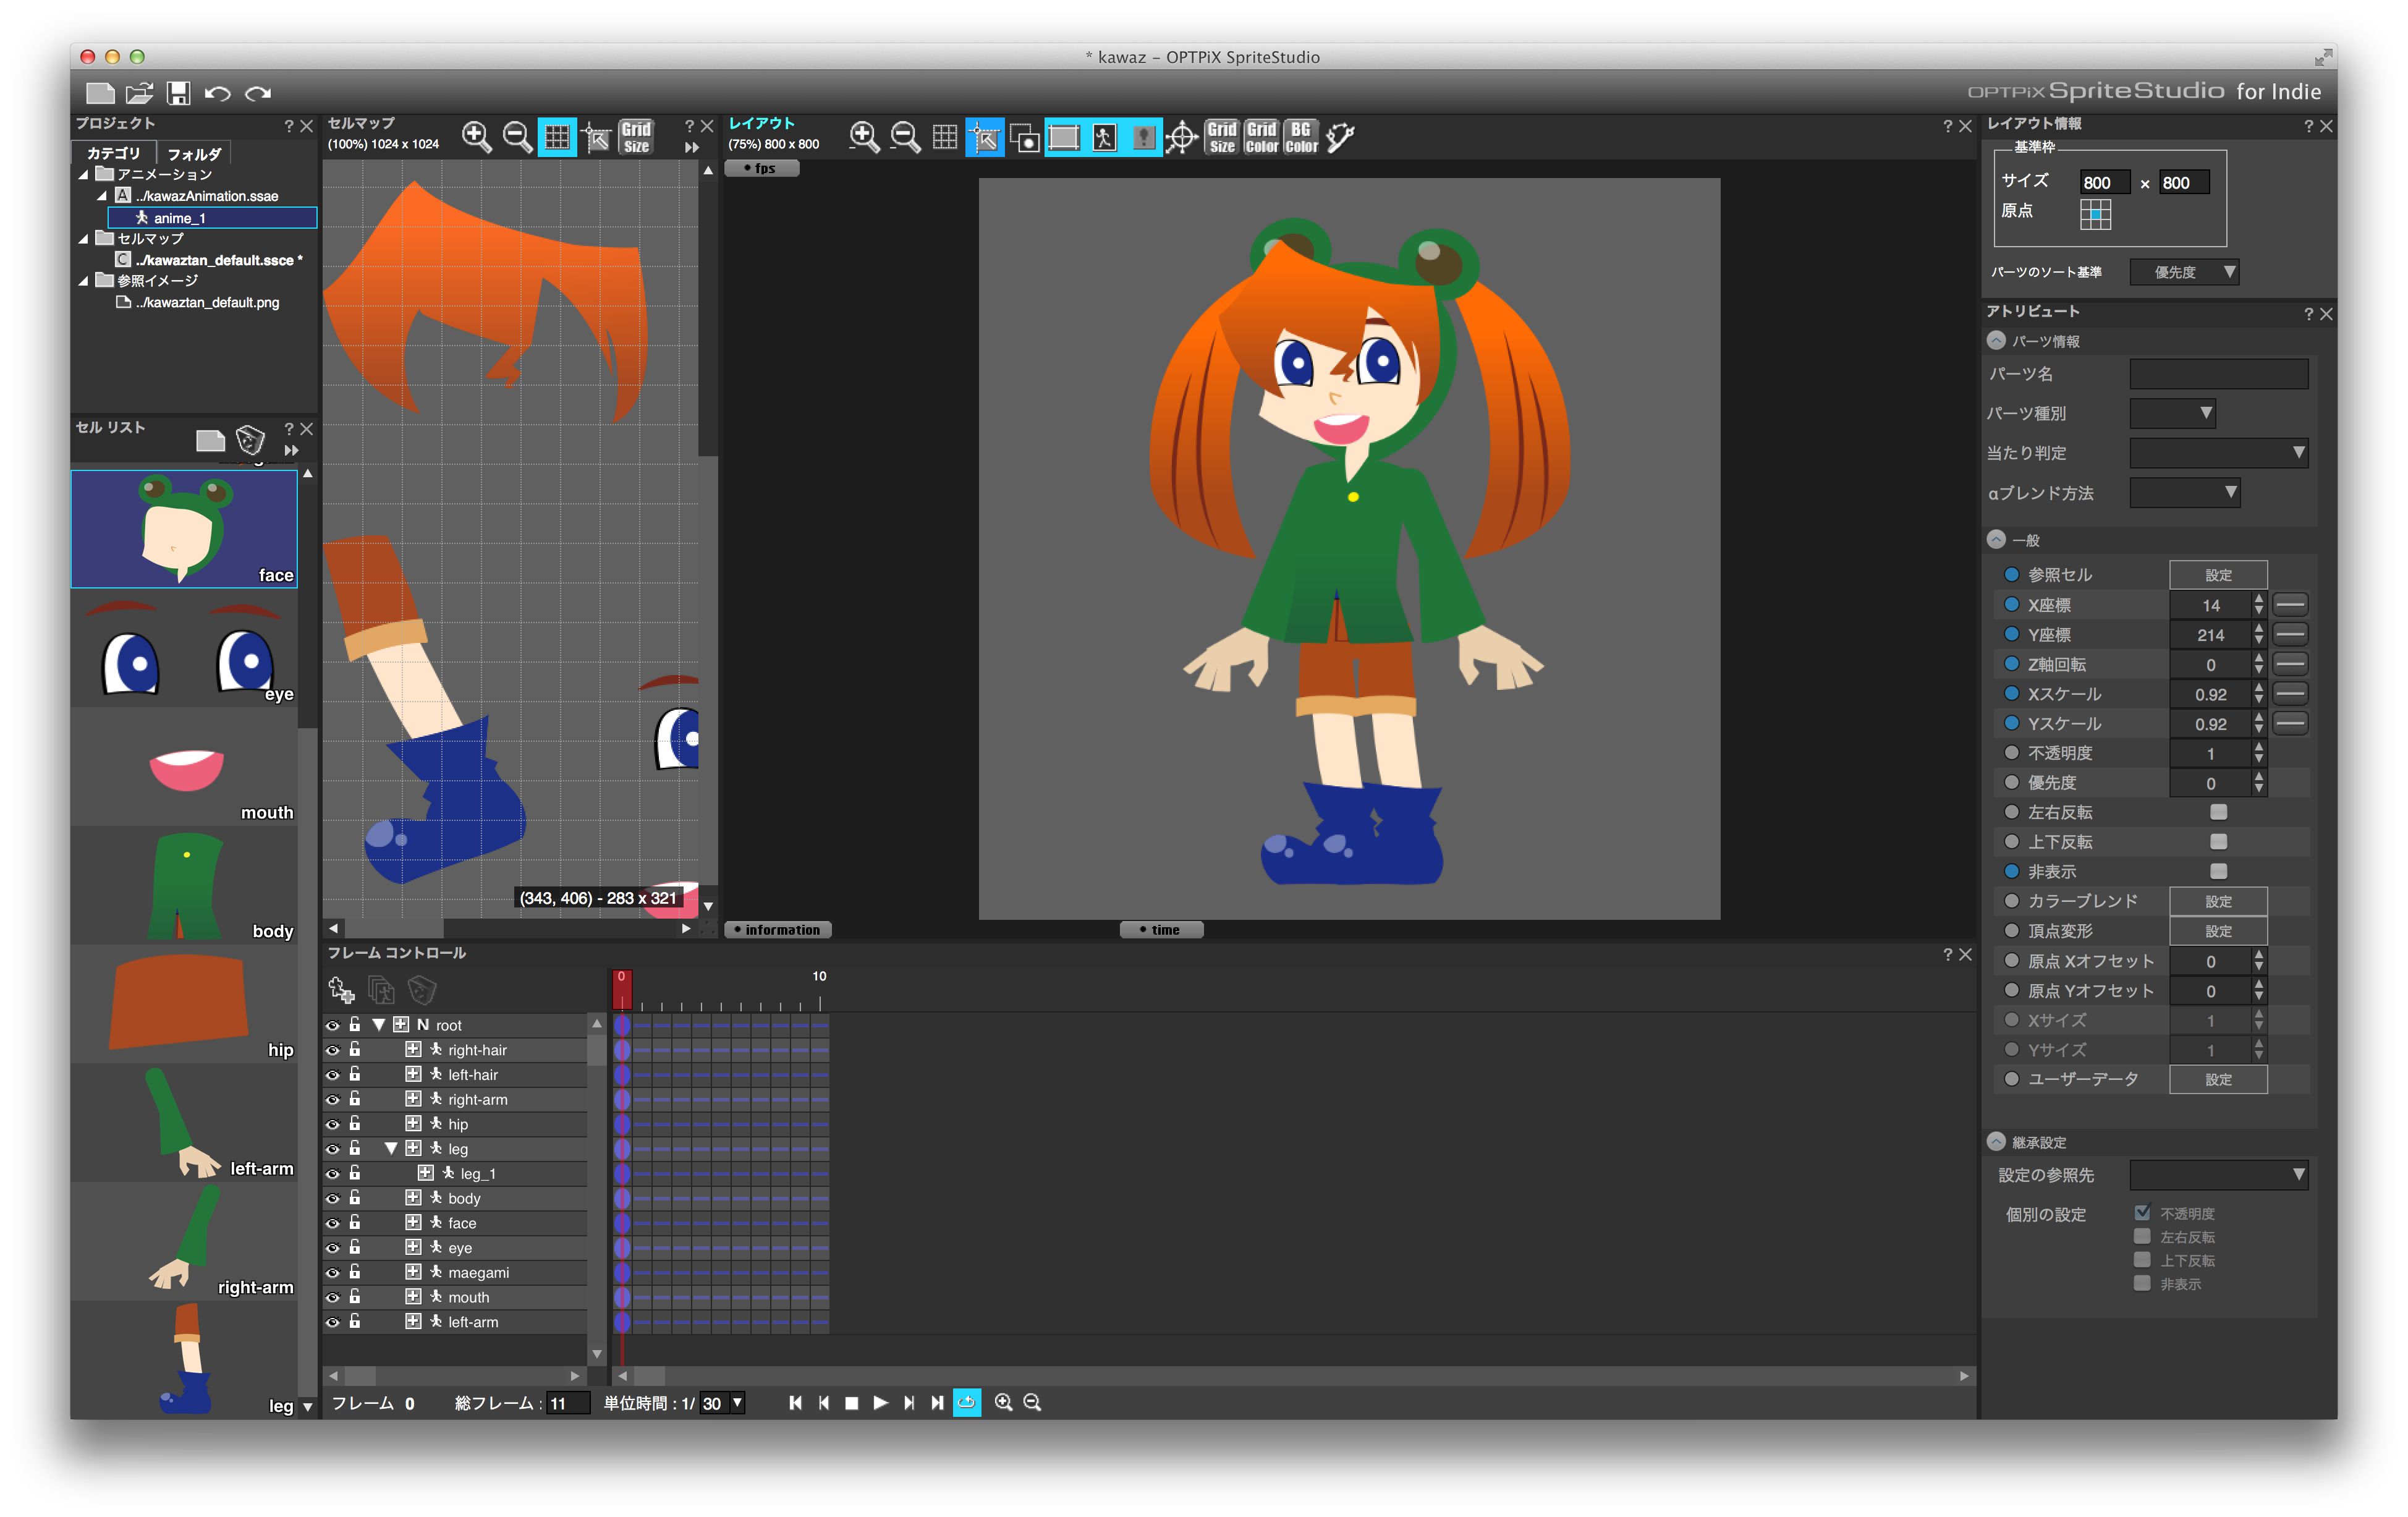 * kawaz – OPTPiX SpriteStudio
OPTPiX SpriteStudio for Indie
プロジェクト
カテゴリ
フォルダ
アニメーション
../kawazAnimation.ssae
anime_1
セルマップ
../kawaztan_default.ssce *
参照イメージ
../kawaztan_default.png
セル リスト
face
eye
mouth
body
hip
left-arm
right-arm
leg
セルマップ
(100%) 1024 x 1024
Grid Size
(343, 406) - 283 x 321
レイアウト
(75%) 800 x 800
Grid Size
Grid Color
BG Color
• fps
• information
• time
フレーム コントロール
0
10
N root
right-hair
left-hair
right-arm
hip
leg
leg_1
body
face
eye
maegami
mouth
left-arm
フレーム 0
総フレーム : 11
単位時間 : 1/ 30
レイアウト情報
基準枠
サイズ 800 × 800
原点
パーツのソート基準 優先度
アトリビュート
パーツ情報
パーツ名
パーツ種別
当たり判定
αブレンド方法
一般
参照セル 設定
X座標 14
Y座標 214
Z軸回転 0
Xスケール 0.92
Yスケール 0.92
不透明度 1
優先度 0
左右反転
上下反転
非表示
カラーブレンド 設定
頂点変形 設定
原点 Xオフセット 0
原点 Yオフセット 0
Xサイズ 1
Yサイズ 1
ユーザーデータ 設定
継承設定
設定の参照先
個別の設定
不透明度
左右反転
上下反転
非表示